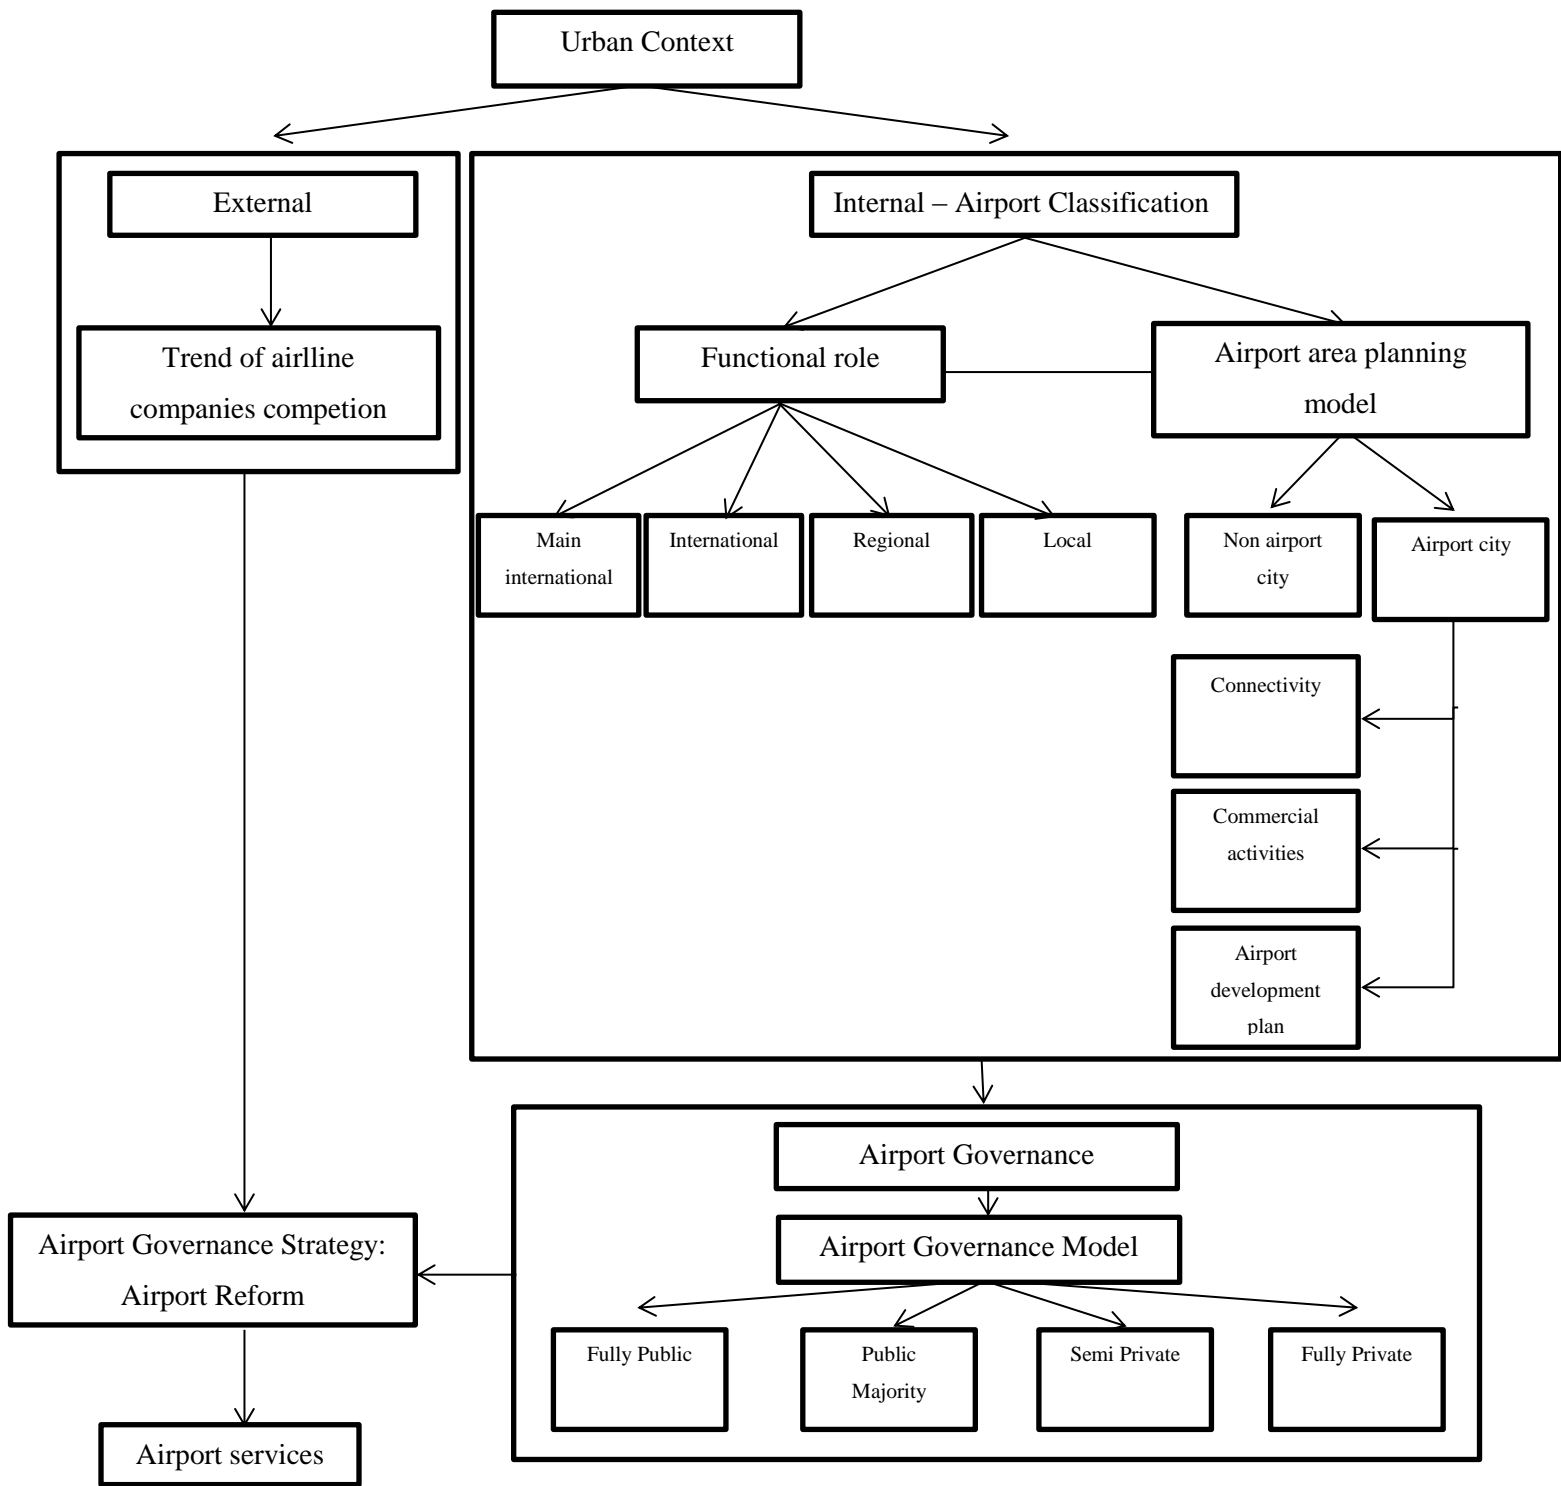 Urban Context
External
Internal – Airport Classification
Trend of airlline
companies competion
Functional role
Airport area planning
model
Main
international
International
Regional
Local
Non airport
city
Airport city
Connectivity
Commercial
activities
Airport
development
plan
Airport Governance
Airport Governance Model
Airport Governance Strategy:
Airport Reform
Fully Public
Public
Majority
Semi Private
Fully Private
Airport services